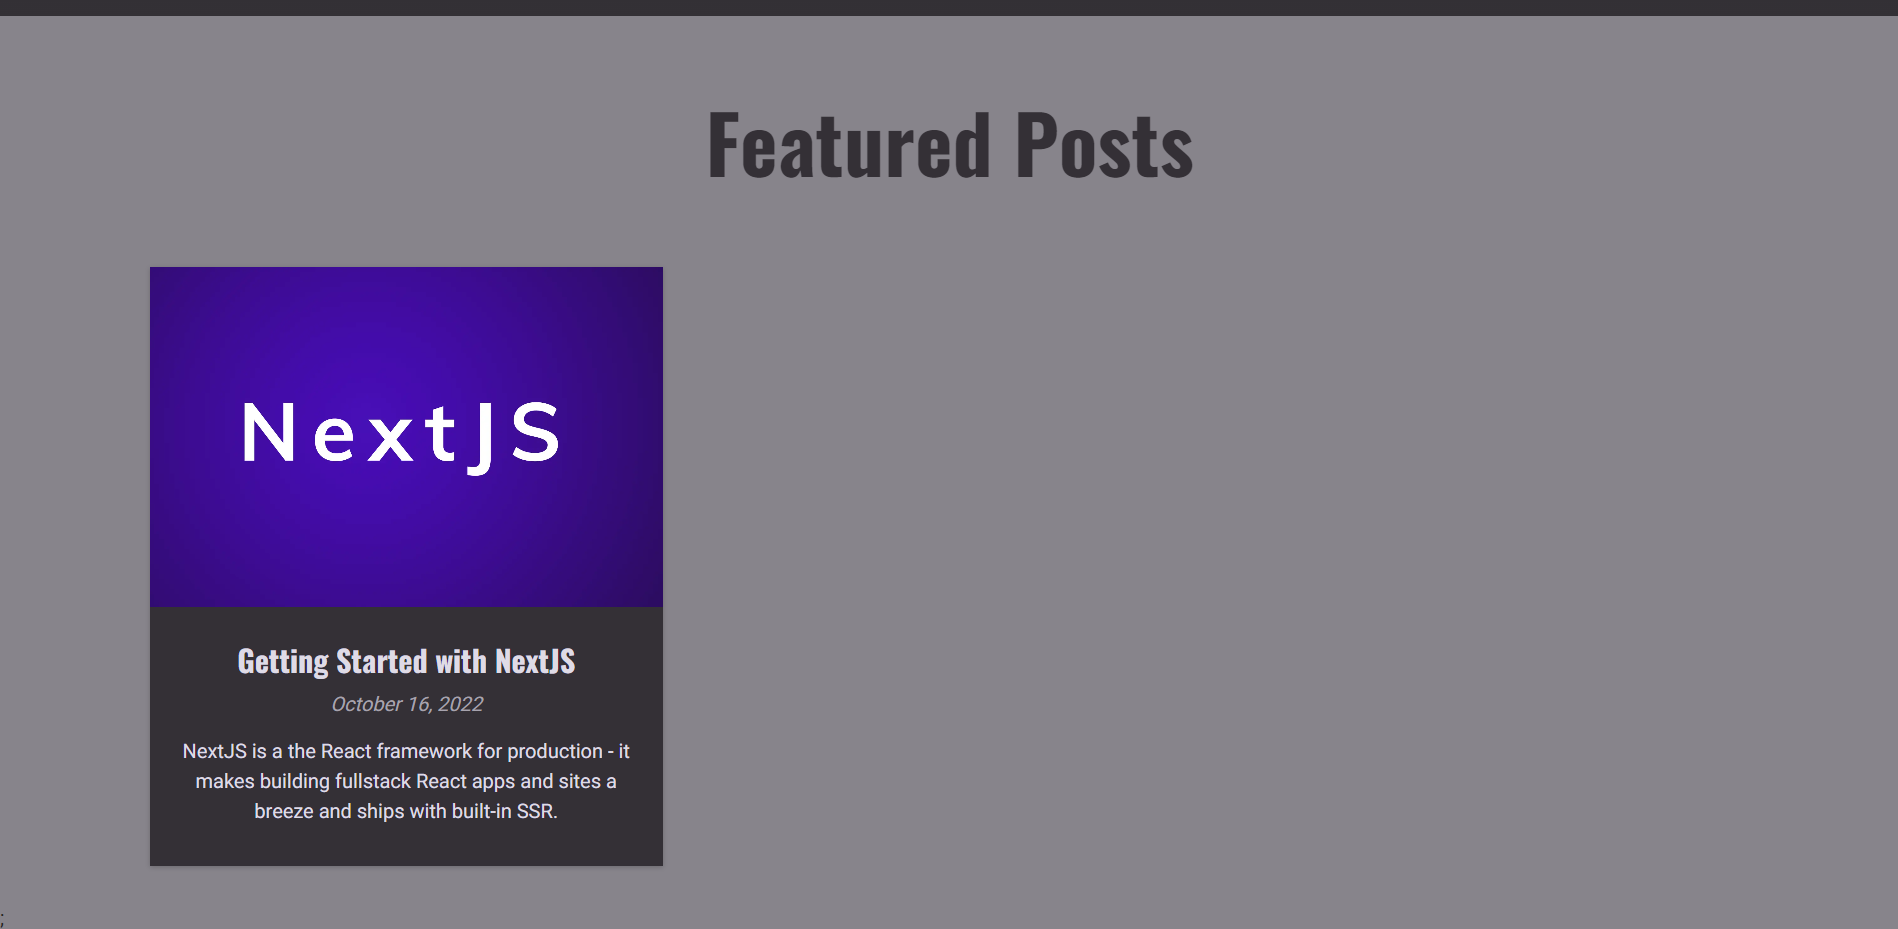 Featured Posts
NextJS
Getting Started with NextJS
October 16, 2022
NextJS is a the React framework for production - it
makes building fullstack React apps and sites a
breeze and ships with built-in SSR.
;